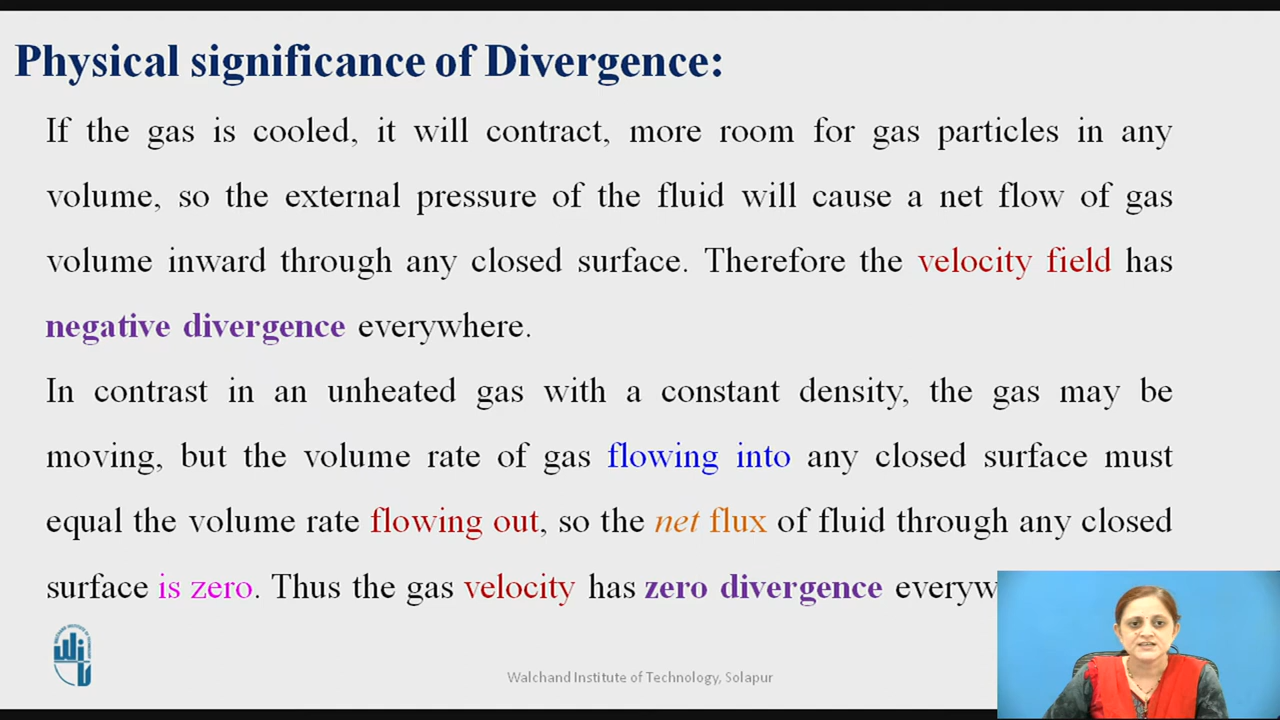 Physical significance of Divergence:
If the gas is cooled, it will contract, more room for gas particles in any
volume, so the external pressure of the fluid will cause a net flow of gas
volume inward through any closed surface. Therefore the velocity field has
negative divergence everywhere.
In contrast in an unheated gas with a constant density, the gas may be
moving, but the volume rate of gas flowing into any closed surface must
equal the volume rate flowing out, so the net flux of fluid through any closed
surface is zero. Thus the gas velocity has zero divergence
Walchand Institute of Technology, Solapur